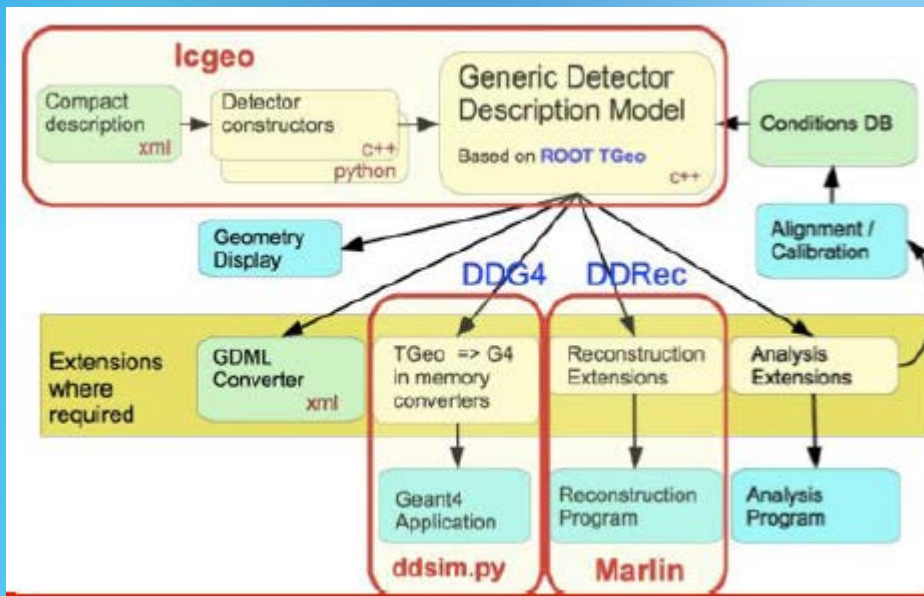 lcgeo
Compact
description
xml
Detector
constructors
c++
python
Generic Detector
Description Model
Based on ROOT TGeo
c++
Conditions DB
Geometry
Display
Alignment /
Calibration
DDG4
DDRec
Extensions
where
required
GDML
Converter
xml
TGeo => G4
in memory
converters
Reconstruction
Extensions
Analysis
Extensions
Geant4
Application
Reconstruction
Program
Analysis
Program
ddsim.py
Marlin